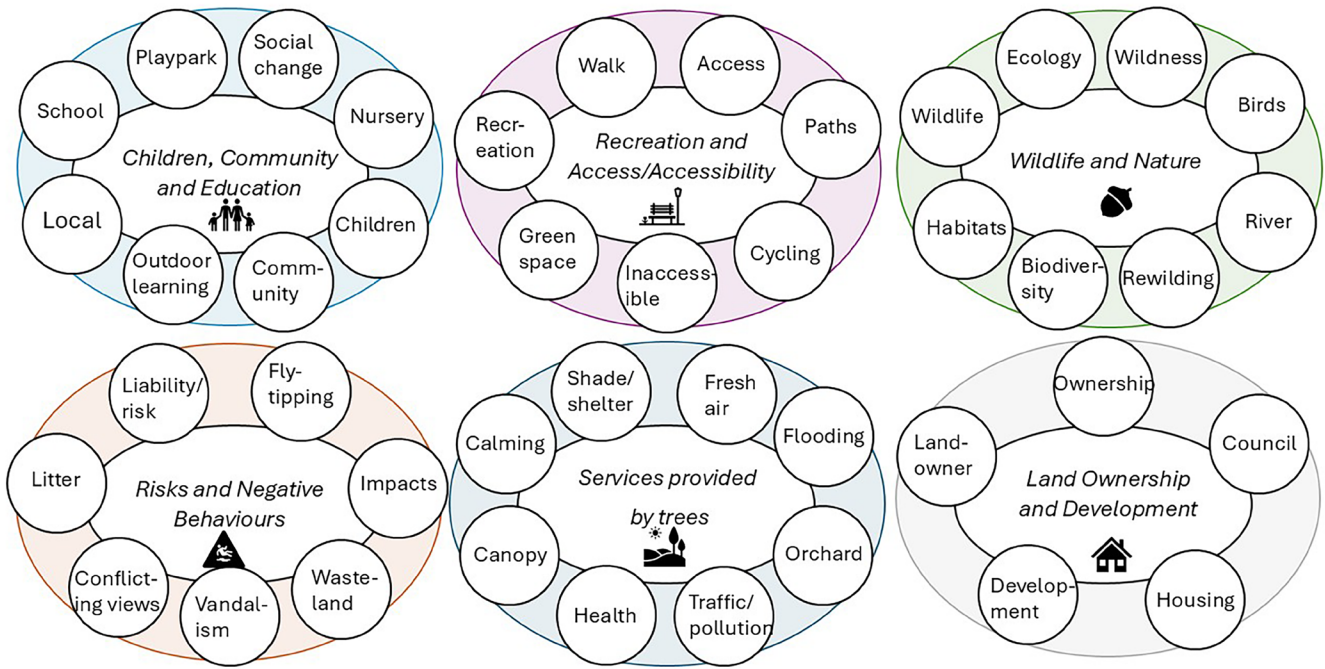 Playpark
Social
change
School
Nursery
Children, Community
and Education
Local
Children
Outdoor
learning
Comm-
unity
Walk
Access
Recr-
eation
Paths
Recreation and
Access/Accessibility
Green
space
Inaccess-
ible
Cycling
Ecology
Wildness
Wildlife
Birds
Wildlife and Nature
Habitats
River
Biodiver-
sity
Rewilding
Liability/
risk
Fly-
tipping
Litter
Impacts
Risks and Negative
Behaviours
Conflict-
ing views
Vandal-
ism
Waste-
land
Shade/
shelter
Fresh
air
Calming
Flooding
Services provided
by trees
Canopy
Orchard
Health
Traffic/
pollution
Ownership
Land-
owner
Council
Land Ownership
and Development
Develop-
ment
Housing